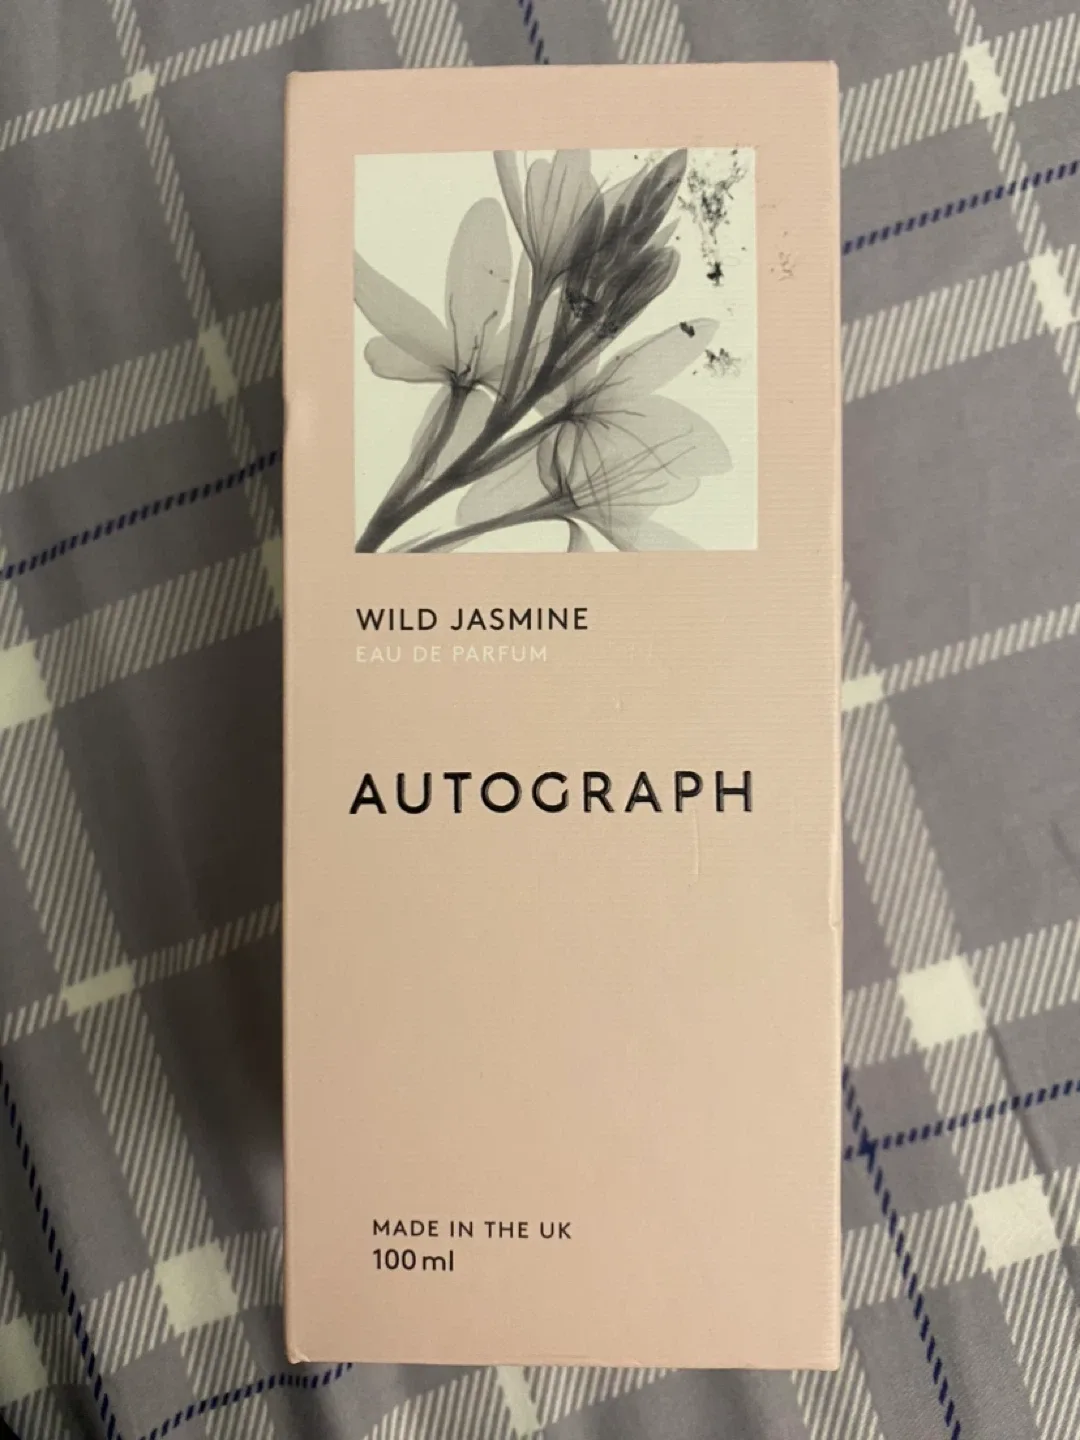 WILD JASMINE
EAU DE PARFUM
AUTOGRAPH
MADE IN THE UK
100 ml